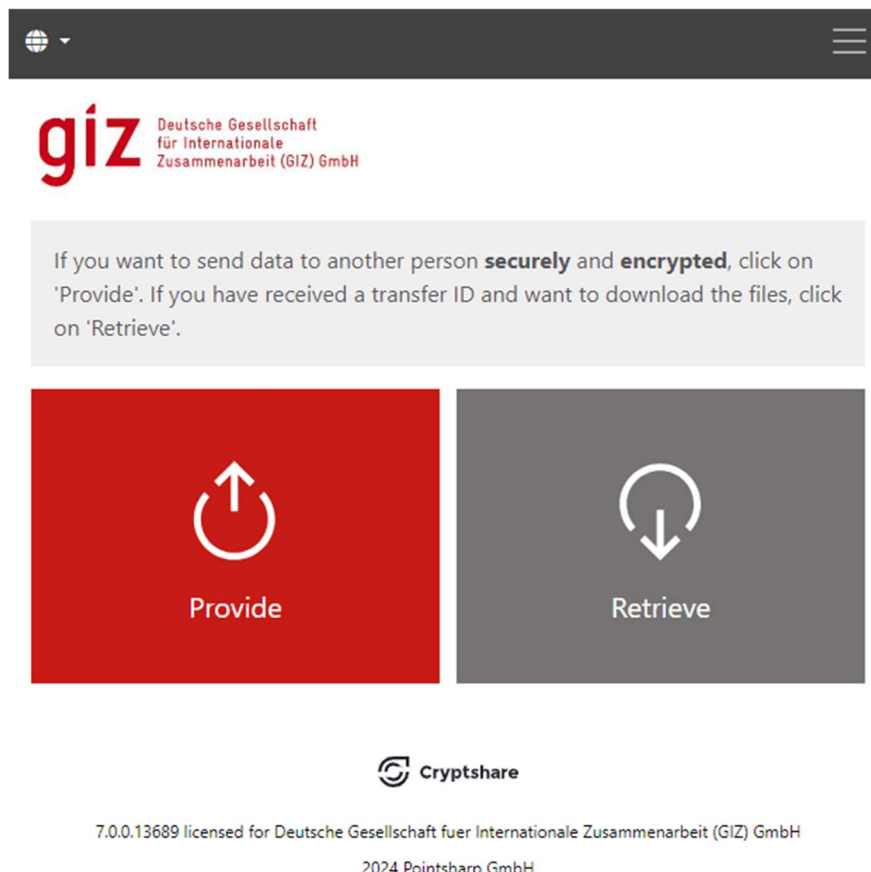 giz
Deutsche Gesellschaft
für Internationale
Zusammenarbeit (GIZ) GmbH
If you want to send data to another person securely and encrypted, click on
'Provide'. If you have received a transfer ID and want to download the files, click
on 'Retrieve'.
Provide
Retrieve
Cryptshare
7.0.0.13689 licensed for Deutsche Gesellschaft fuer Internationale Zusammenarbeit (GIZ) GmbH
2024 Pointsharp GmbH